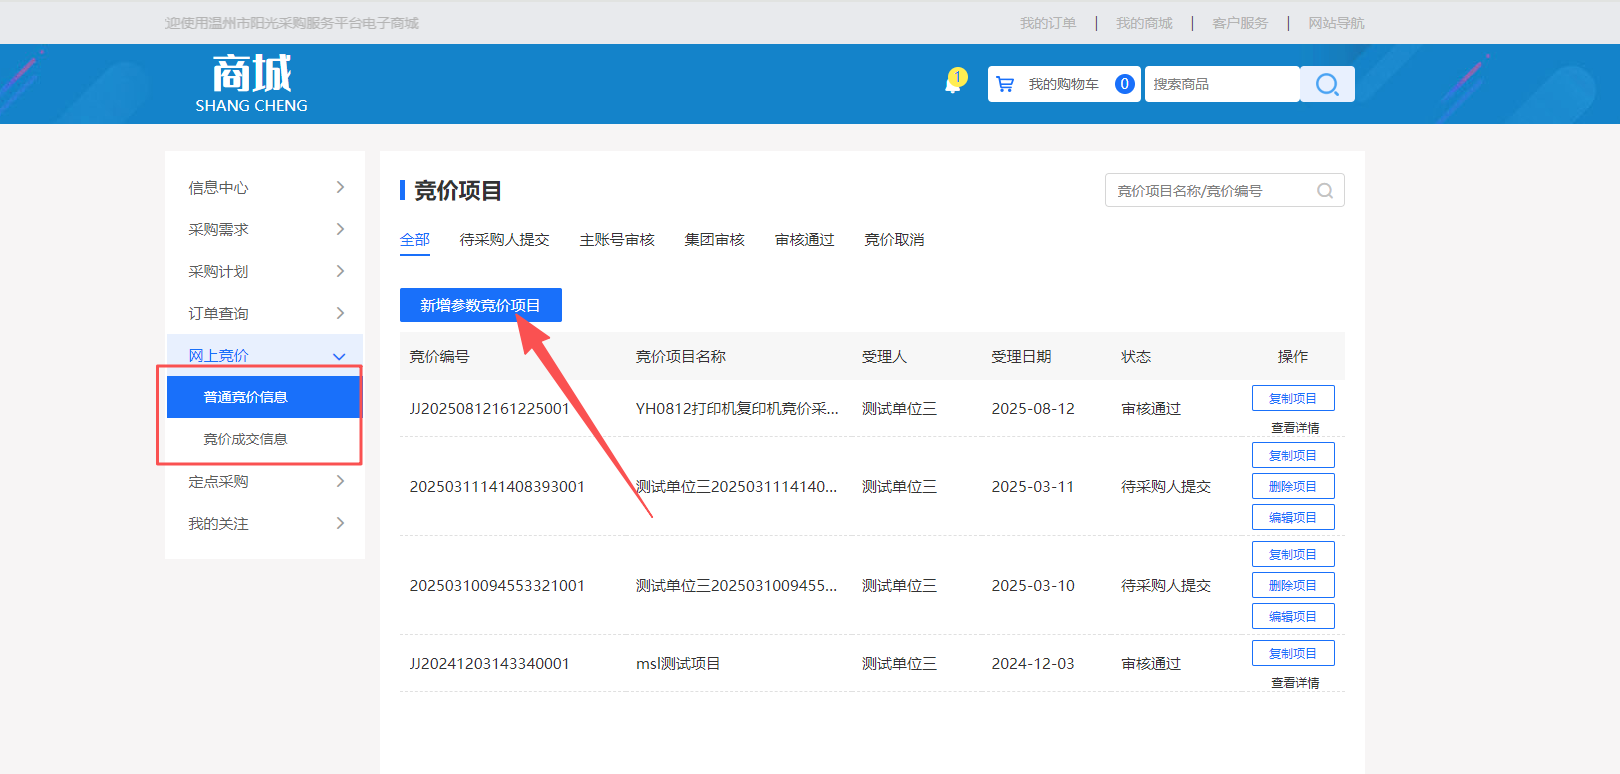 迎使用温州市阳光采购服务平台电子商城
我的订单 | 我的商城 | 客户服务 | 网站导航
商城
SHANG CHENG
1
我的购物车 0
搜索商品
信息中心
采购需求
采购计划
订单查询
网上竞价
普通竞价信息
竞价成交信息
定点采购
我的关注
竞价项目
竞价项目名称/竞价编号
全部 待采购人提交 主账号审核 集团审核 审核通过 竞价取消
新增参数竞价项目
竞价编号 竞价项目名称 受理人 受理日期 状态 操作
JJ20250812161225001 YH0812打印机复印机竞价采... 测试单位三 2025-08-12 审核通过 复制项目
查看详情
20250311141408393001 测试单位三2025031114140... 测试单位三 2025-03-11 待采购人提交 复制项目
删除项目
编辑项目
20250310094553321001 测试单位三2025031009455... 测试单位三 2025-03-10 待采购人提交 复制项目
删除项目
编辑项目
JJ20241203143340001 msl测试项目 测试单位三 2024-12-03 审核通过 复制项目
查看详情